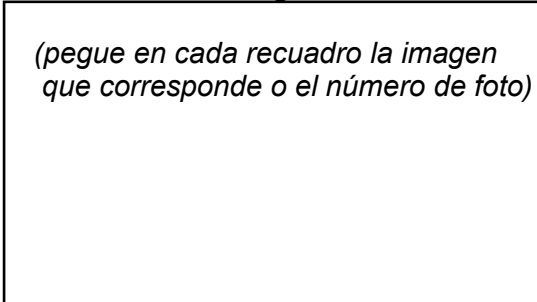 (pegue en cada recuadro la imagen
que corresponde o el número de foto)